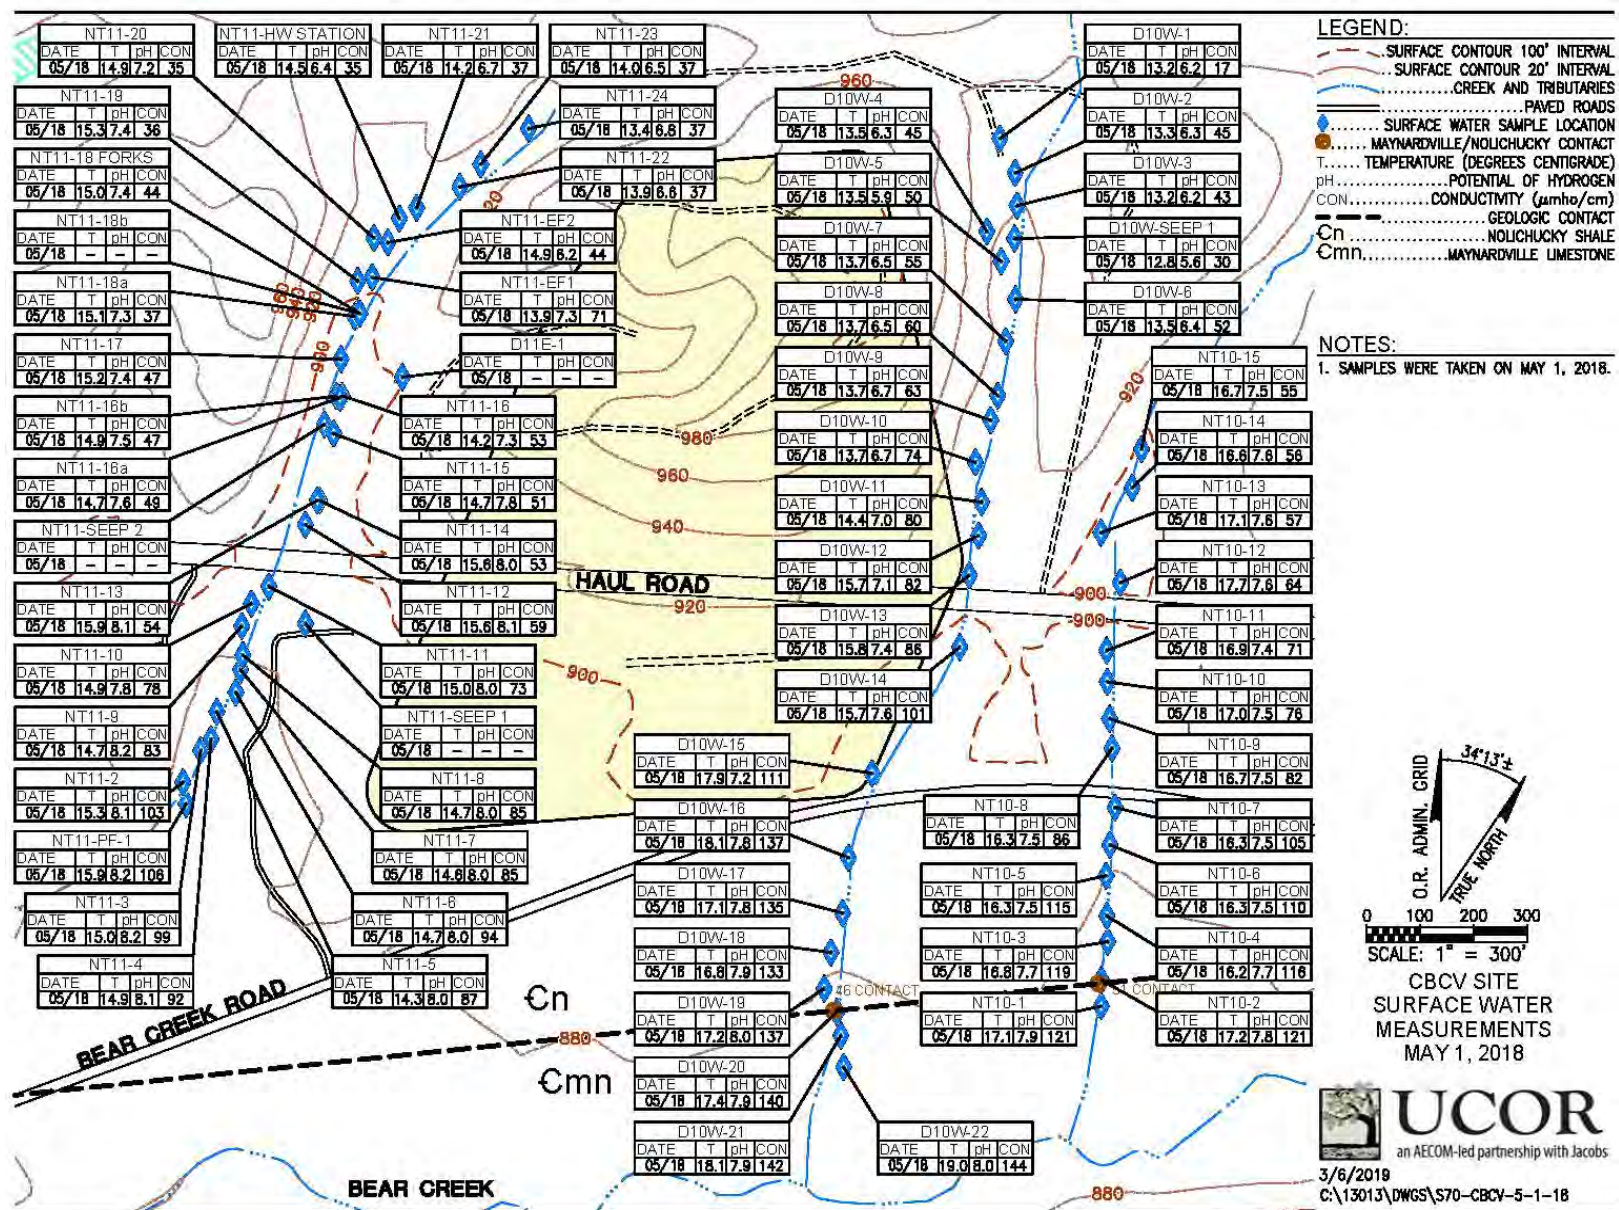 NT11-20
DATE T pH CON
05/18 14.9 7.2 35
NT11-HW STATION
DATE T pH CON
05/18 14.5 6.4 35
NT11-21
DATE T pH CON
05/18 14.2 6.7 37
NT11-23
DATE T pH CON
05/18 14.0 6.5 37
NT11-19
DATE T pH CON
05/18 15.3 7.4 36
NT11-24
DATE T pH CON
05/18 13.4 6.8 37
NT11-18 FORKS
DATE T pH CON
05/18 15.0 7.4 44
NT11-22
DATE T pH CON
05/18 13.9 6.6 37
NT11-18b
DATE T pH CON
05/18 – – –
NT11-EF2
DATE T pH CON
05/18 14.9 8.2 44
NT11-18a
DATE T pH CON
05/18 15.1 7.3 37
NT11-EF1
DATE T pH CON
05/18 13.9 7.3 71
NT11-17
DATE T pH CON
05/18 15.2 7.4 47
D11E-1
DATE T pH CON
05/18 – – –
NT11-16b
DATE T pH CON
05/18 14.9 7.5 47
NT11-16
DATE T pH CON
05/18 14.2 7.3 53
NT11-16a
DATE T pH CON
05/18 14.7 7.6 49
NT11-15
DATE T pH CON
05/18 14.7 7.8 51
NT11-SEEP 2
DATE T pH CON
05/18 – – –
NT11-14
DATE T pH CON
05/18 15.6 8.0 53
NT11-13
DATE T pH CON
05/18 15.9 8.1 54
NT11-12
DATE T pH CON
05/18 15.6 8.1 59
NT11-10
DATE T pH CON
05/18 14.9 7.8 78
NT11-11
DATE T pH CON
05/18 15.0 8.0 73
NT11-9
DATE T pH CON
05/18 14.7 8.2 83
NT11-SEEP 1
DATE T pH CON
05/18 – – –
NT11-2
DATE T pH CON
05/18 15.3 8.1 103
NT11-8
DATE T pH CON
05/18 14.7 8.0 85
NT11-PF-1
DATE T pH CON
05/18 15.9 8.2 106
NT11-7
DATE T pH CON
05/18 14.6 8.0 85
NT11-3
DATE T pH CON
05/18 15.0 8.2 99
NT11-6
DATE T pH CON
05/18 14.7 8.0 94
NT11-4
DATE T pH CON
05/18 14.9 8.1 92
NT11-5
DATE T pH CON
05/18 14.3 8.0 87
D10W-1
DATE T pH CON
05/18 13.2 6.2 17
D10W-4
DATE T pH CON
05/18 13.5 6.3 45
D10W-2
DATE T pH CON
05/18 13.3 6.3 45
D10W-5
DATE T pH CON
05/18 13.5 5.9 50
D10W-3
DATE T pH CON
05/18 13.2 6.2 43
D10W-7
DATE T pH CON
05/18 13.7 6.5 55
D10W-SEEP 1
DATE T pH CON
05/18 12.8 5.6 30
D10W-8
DATE T pH CON
05/18 13.7 6.5 60
D10W-6
DATE T pH CON
05/18 13.5 6.4 52
D10W-9
DATE T pH CON
05/18 13.7 6.7 63
NT10-15
DATE T pH CON
05/18 16.7 7.5 55
D10W-10
DATE T pH CON
05/18 13.7 6.7 74
NT10-14
DATE T pH CON
05/18 16.6 7.6 56
D10W-11
DATE T pH CON
05/18 14.4 7.0 80
NT10-13
DATE T pH CON
05/18 17.1 7.6 57
D10W-12
DATE T pH CON
05/18 15.7 7.1 82
NT10-12
DATE T pH CON
05/18 17.7 7.6 64
D10W-13
DATE T pH CON
05/18 15.8 7.4 86
NT10-11
DATE T pH CON
05/18 16.9 7.4 71
D10W-14
DATE T pH CON
05/18 15.7 7.6 101
NT10-10
DATE T pH CON
05/18 17.0 7.5 76
D10W-15
DATE T pH CON
05/18 17.9 7.2 111
NT10-9
DATE T pH CON
05/18 16.7 7.5 82
D10W-16
DATE T pH CON
05/18 18.1 7.8 137
NT10-8
DATE T pH CON
05/18 16.3 7.5 86
NT10-7
DATE T pH CON
05/18 16.3 7.5 105
D10W-17
DATE T pH CON
05/18 17.1 7.8 135
NT10-5
DATE T pH CON
05/18 16.3 7.5 115
NT10-6
DATE T pH CON
05/18 16.3 7.5 110
D10W-18
DATE T pH CON
05/18 16.8 7.9 133
NT10-3
DATE T pH CON
05/18 16.8 7.7 119
NT10-4
DATE T pH CON
05/18 16.2 7.7 116
D10W-19
DATE T pH CON
05/18 17.2 8.0 137
NT10-1
DATE T pH CON
05/18 17.1 7.9 121
NT10-2
DATE T pH CON
05/18 17.2 7.8 121
D10W-20
DATE T pH CON
05/18 17.4 7.9 140
D10W-21
DATE T pH CON
05/18 18.1 7.9 142
D10W-22
DATE T pH CON
05/18 19.0 8.0 144
960
960
940
920
900
920
980
960
940
920
900
900
900
880
880
HAUL ROAD
BEAR CREEK ROAD
BEAR CREEK
Єn
Єmn
46 CONTACT
CONTACT
LEGEND:
SURFACE CONTOUR 100' INTERVAL
SURFACE CONTOUR 20' INTERVAL
CREEK AND TRIBUTARIES
PAVED ROADS
SURFACE WATER SAMPLE LOCATION
MAYNARDVILLE/NOLICHUCKY CONTACT
T...... TEMPERATURE (DEGREES CENTIGRADE)
pH.................POTENTIAL OF HYDROGEN
CON..............CONDUCTIVITY (µmho/cm)
GEOLOGIC CONTACT
Єn.......................NOLICHUCKY SHALE
Єmn................MAYNARDVILLE LIMESTONE
NOTES:
1. SAMPLES WERE TAKEN ON MAY 1, 2018.
34°13'±
O.R. ADMIN. GRID
TRUE NORTH
0 100 200 300
SCALE: 1" = 300'
CBCV SITE
SURFACE WATER
MEASUREMENTS
MAY 1, 2018
UCOR
an AECOM-led partnership with Jacobs
3/6/2019
C:\13013\DWGS\S70-CBCV-5-1-18